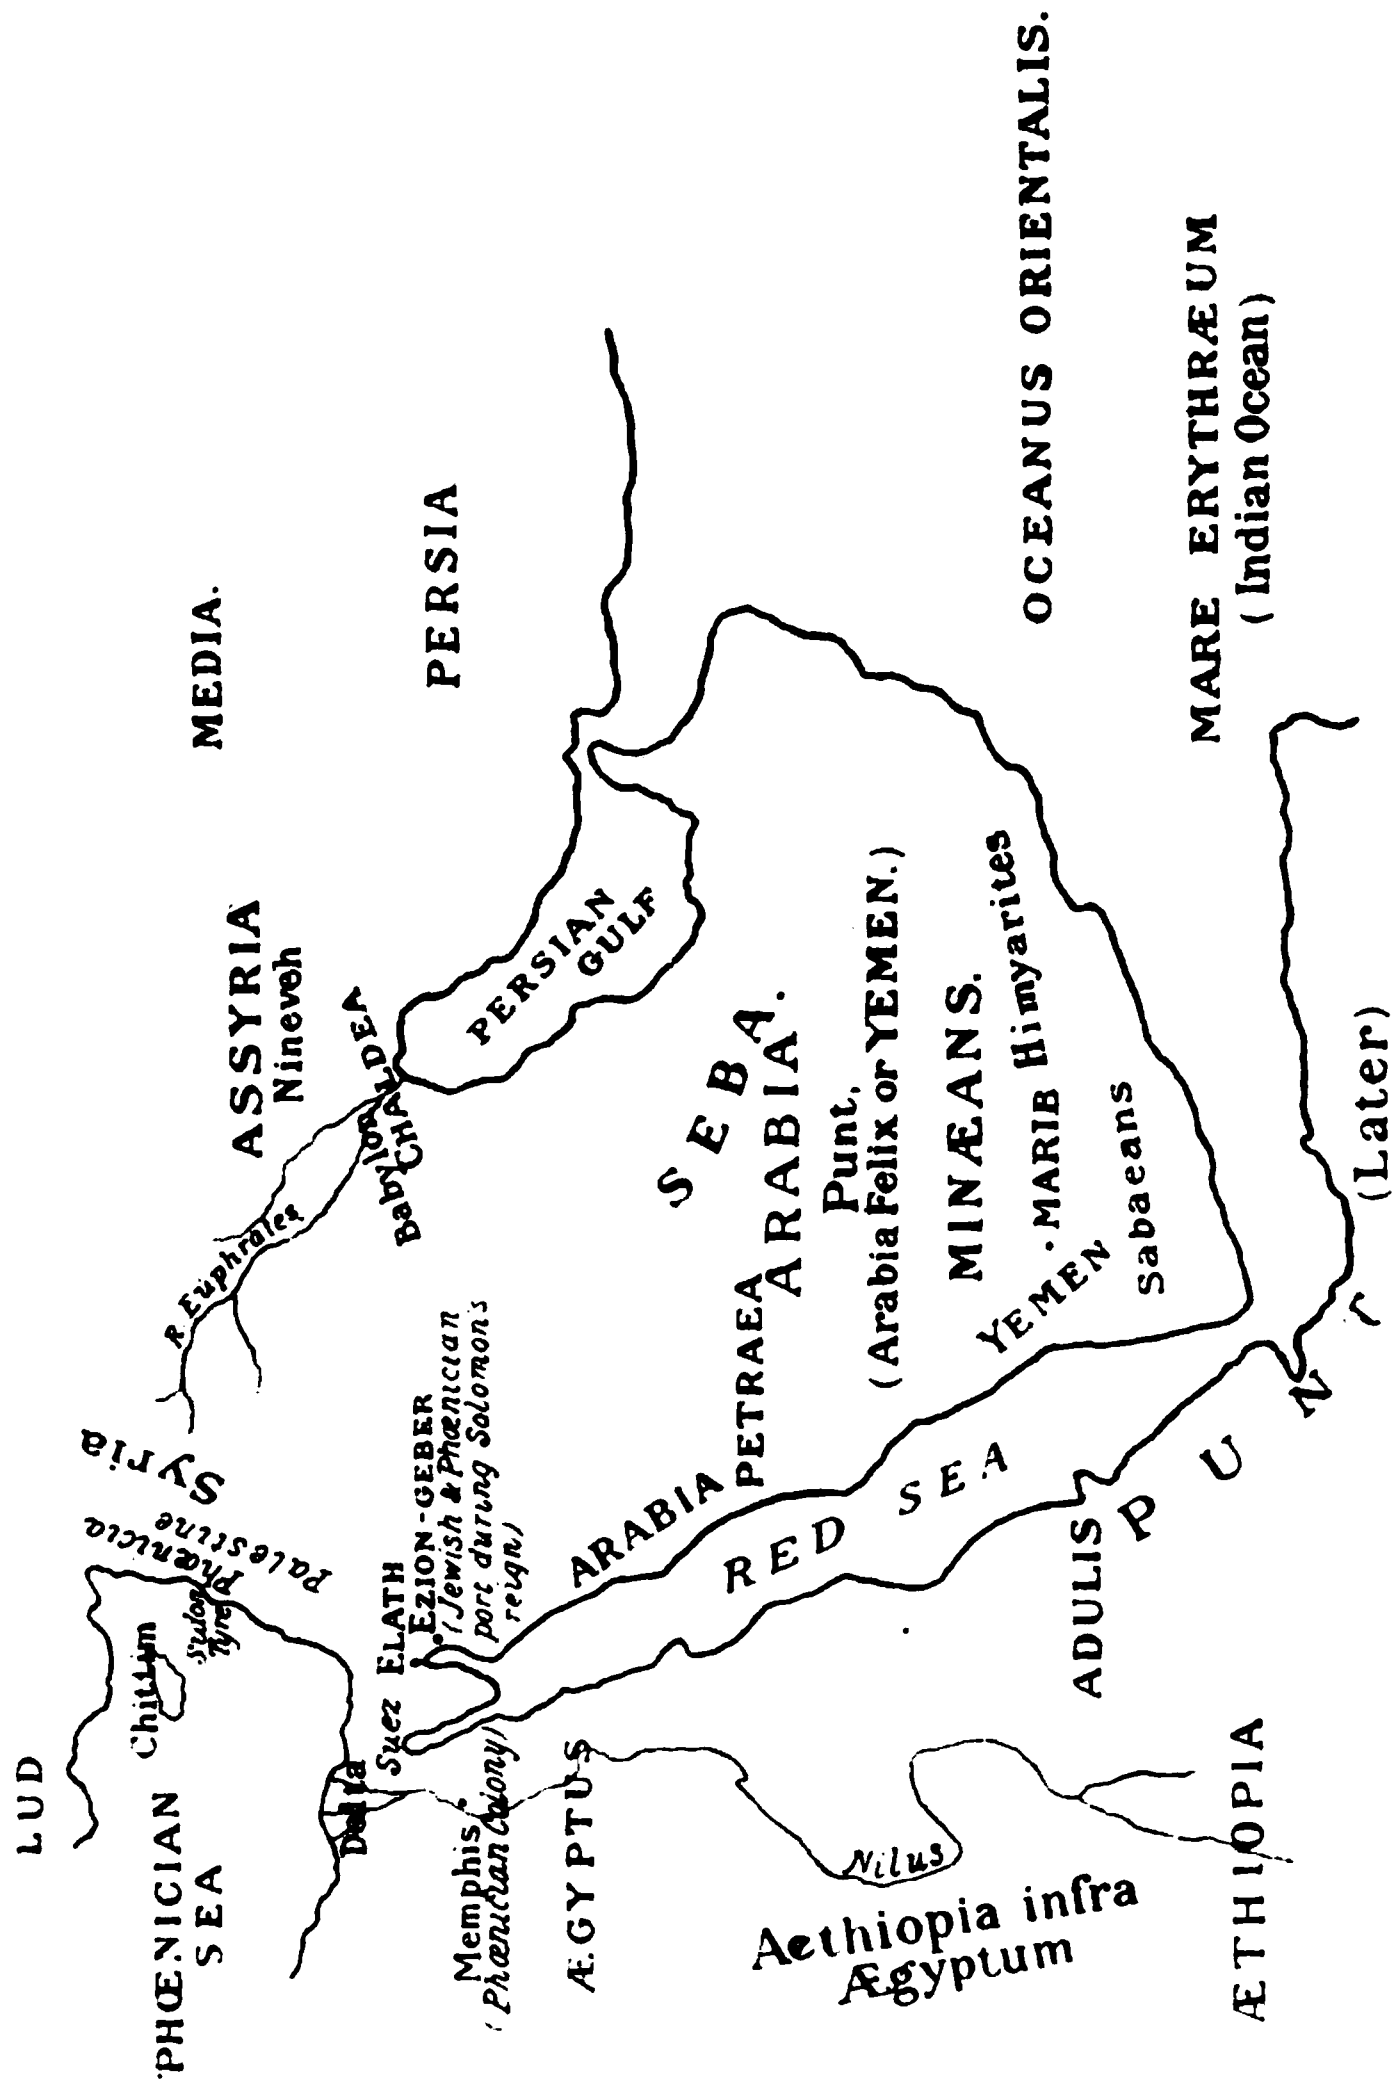 LUD
PHŒNICIAN
SEA
Chittim
Sidon
Tyre
Phœnicia
Palestine
Syria
R. Euphrates
ASSYRIA
Nineveh
MEDIA.
PERSIA
Babylon
CHALDEA
PERSIAN
GULF
Delta
Suez
ELATH
EZION-GEBER
(Jewish & Phœnician
port during Solomon's
reign)
Memphis.
(Phœnician Colony)
ÆGYPTUS
ARABIA
PETRAEA
RED SEA
SEBA.
ARABIA.
Punt,
(Arabia Felix or YEMEN.)
MINÆANS.
MARIB
Himyarites
YEMEN
Sabaeans
OCEANUS ORIENTALIS.
MARE ERYTHRÆUM
(Indian Ocean)
Nilus
Aethiopia infra
Ægyptum
ÆTHIOPIA
ADULIS
PUNT
(Later)